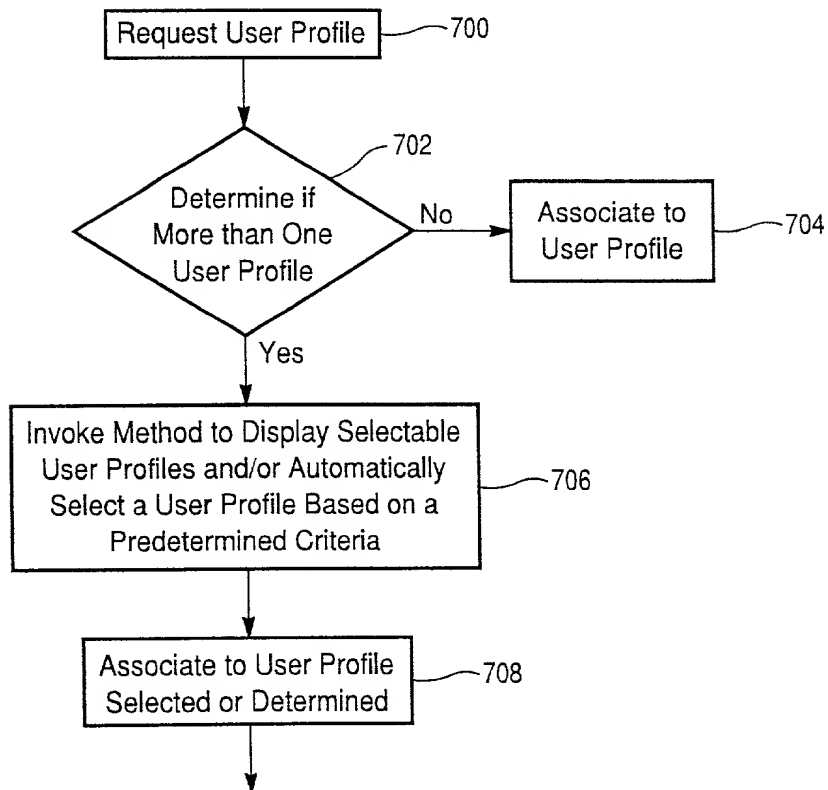 Request User Profile
700
702
Determine if
More than One
User Profile
No
Associate to
User Profile
704
Yes
Invoke Method to Display Selectable
User Profiles and/or Automatically
Select a User Profile Based on a
Predetermined Criteria
706
Associate to User Profile
Selected or Determined
708